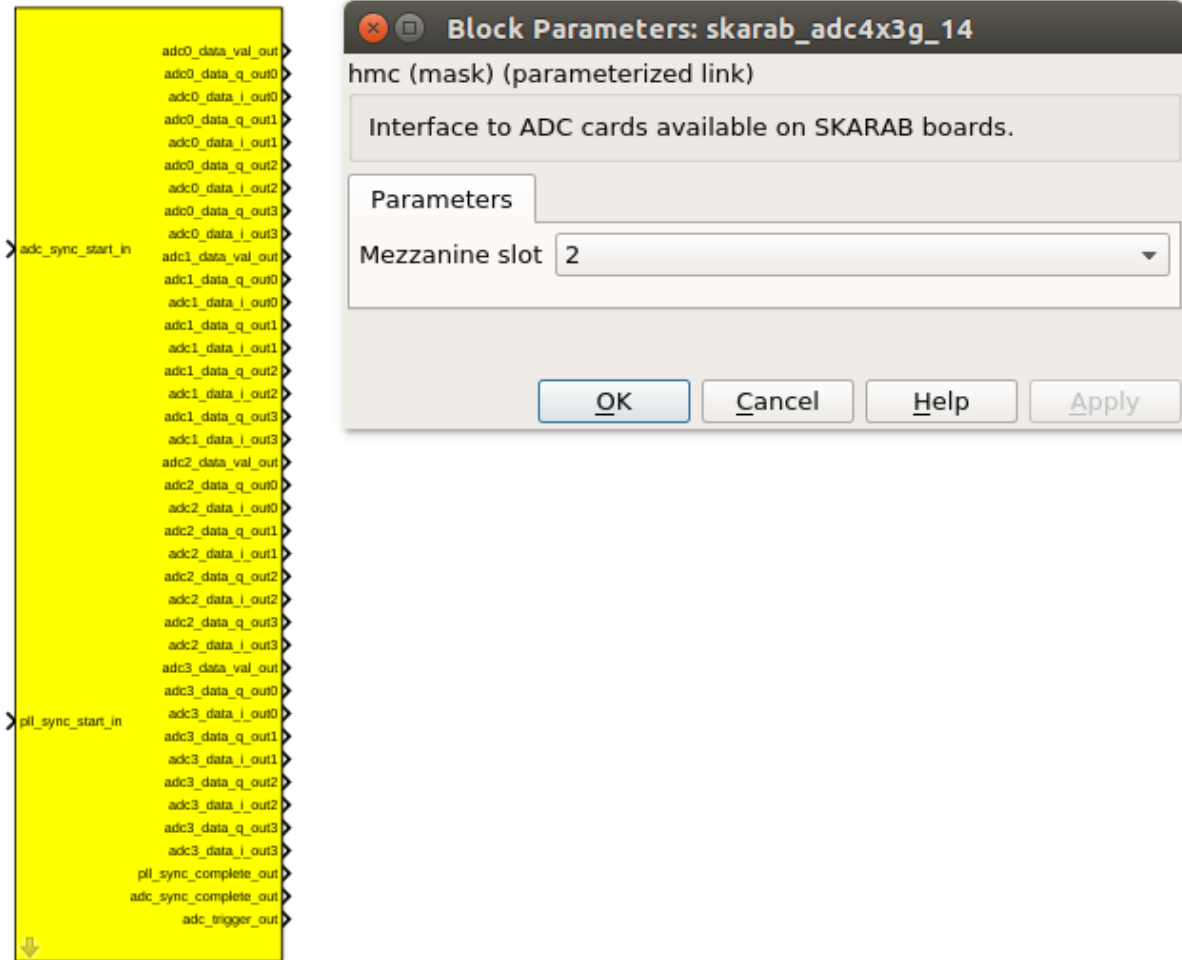 adc_sync_start_in
pll_sync_start_in
adc0_data_val_out
adc0_data_q_out0
adc0_data_i_out0
adc0_data_q_out1
adc0_data_i_out1
adc0_data_q_out2
adc0_data_i_out2
adc0_data_q_out3
adc0_data_i_out3
adc1_data_val_out
adc1_data_q_out0
adc1_data_i_out0
adc1_data_q_out1
adc1_data_i_out1
adc1_data_q_out2
adc1_data_i_out2
adc1_data_q_out3
adc1_data_i_out3
adc2_data_val_out
adc2_data_q_out0
adc2_data_i_out0
adc2_data_q_out1
adc2_data_i_out1
adc2_data_q_out2
adc2_data_i_out2
adc2_data_q_out3
adc2_data_i_out3
adc3_data_val_out
adc3_data_q_out0
adc3_data_i_out0
adc3_data_q_out1
adc3_data_i_out1
adc3_data_q_out2
adc3_data_i_out2
adc3_data_q_out3
adc3_data_i_out3
pll_sync_complete_out
adc_sync_complete_out
adc_trigger_out
Block Parameters: skarab_adc4x3g_14
hmc (mask) (parameterized link)
Interface to ADC cards available on SKARAB boards.
Parameters
Mezzanine slot 2
OK Cancel Help Apply